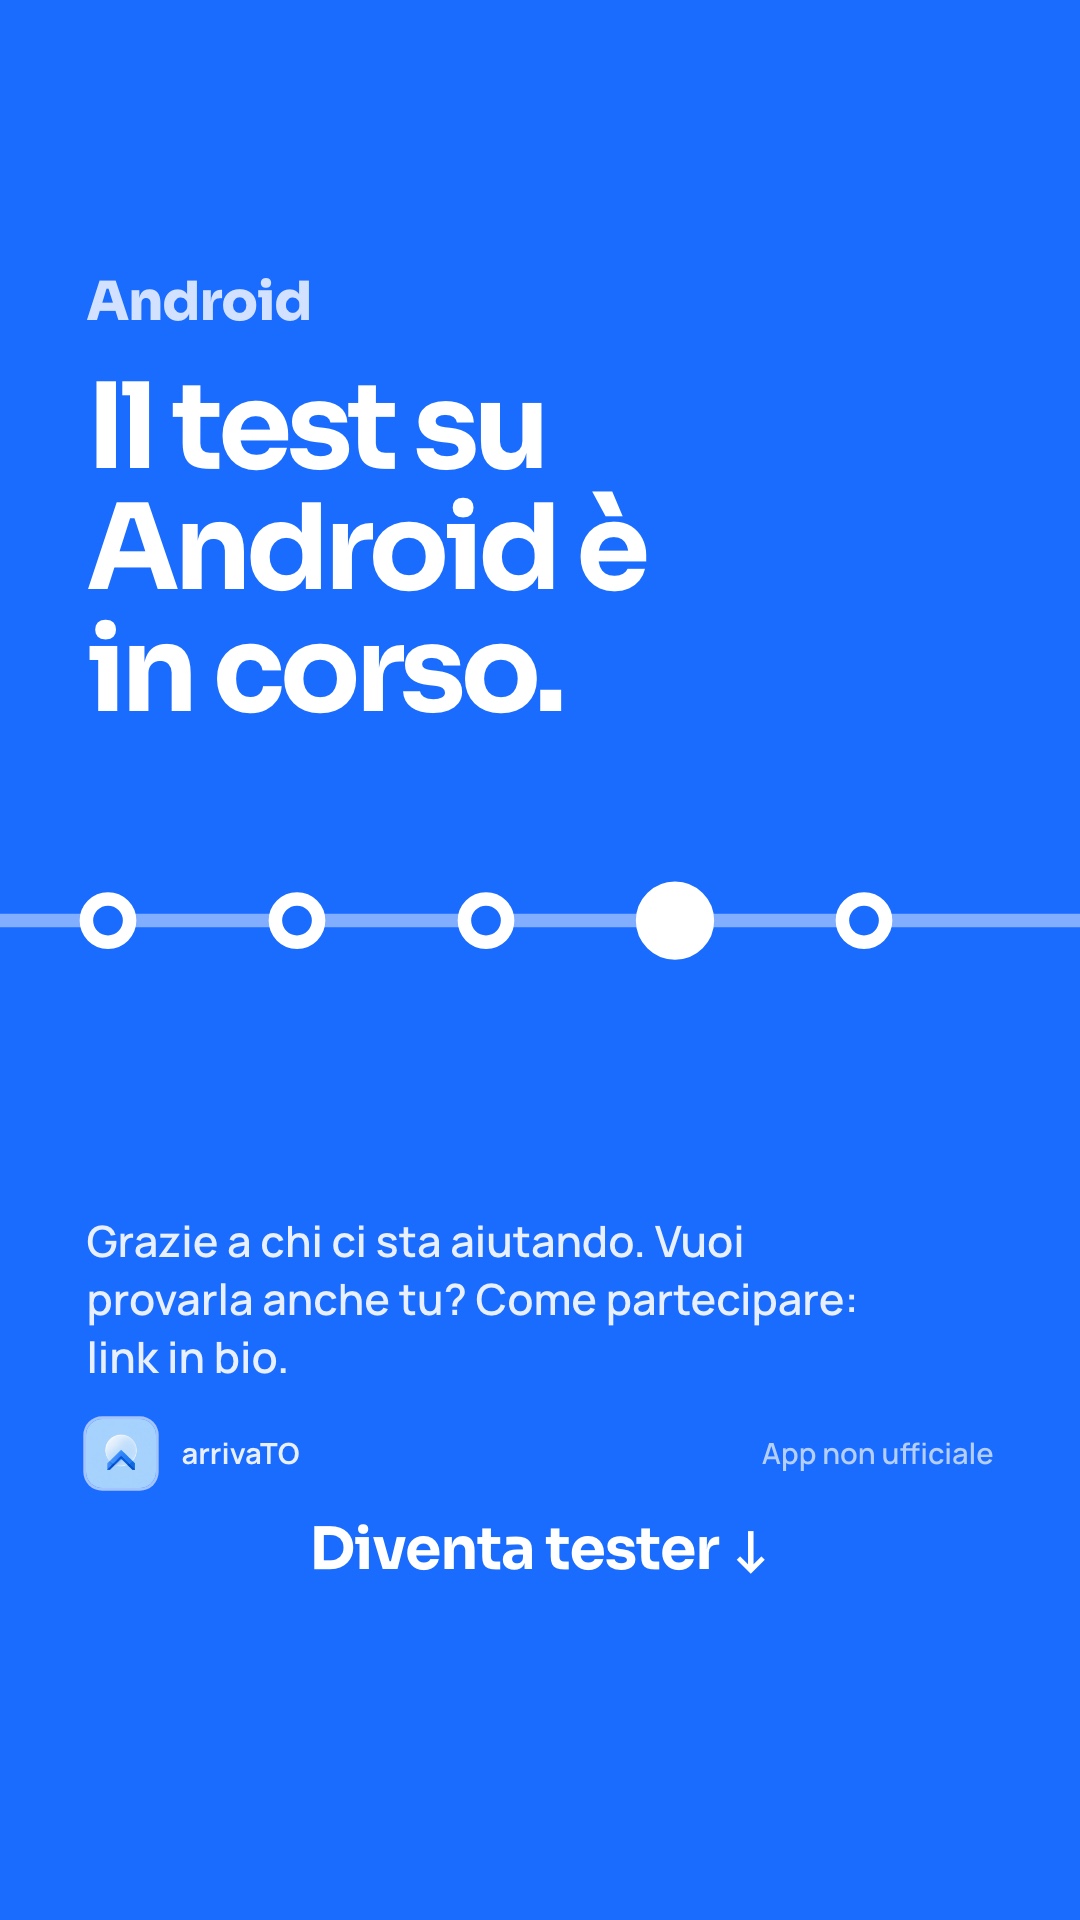 Android
Il test su
Android è
in corso.
Grazie a chi ci sta aiutando. Vuoi
provarla anche tu? Come partecipare:
link in bio.
arrivaTO
App non ufficiale
Diventa tester ↓